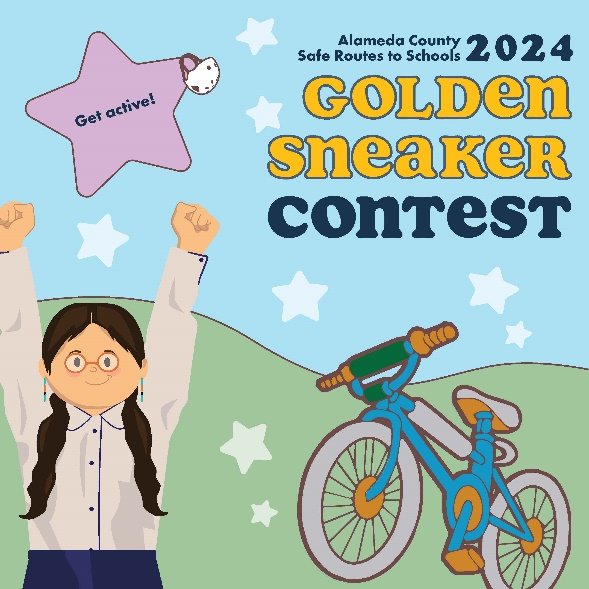 Get active!
Alameda County
Safe Routes to Schools 2024
GOLDEN
SNEAKER
CONTEST